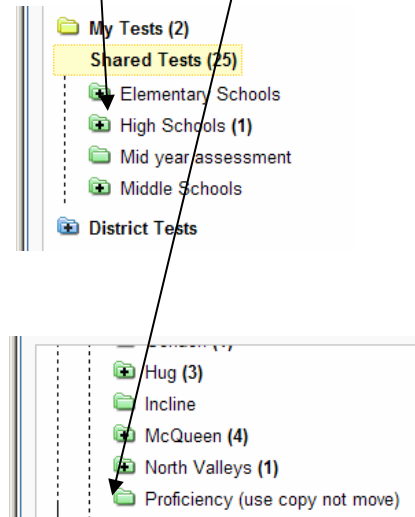 My Tests (2)
Shared Tests (25)
Elementary Schools
High Schools (1)
Mid year assessment
Middle Schools
District Tests
Hug (3)
Incline
McQueen (4)
North Valleys (1)
Proficiency (use copy not move)